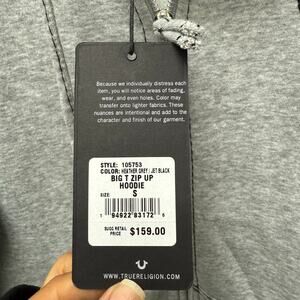 Because we individually distress each
item, you will notice areas of fading,
wear, and even holes. Color may
transfer onto lighter fabrics. These
nuances are intentional and add to the
character and finish of our garment.
STYLE: 105753
COLOR: HEATHER GREY / JET BLACK
BIG T ZIP UP
HOODIE
SIZE: S
1 94922 83172 5
SUGG RETAIL
PRICE $159.00
WWW.TRUERELIGION.COM